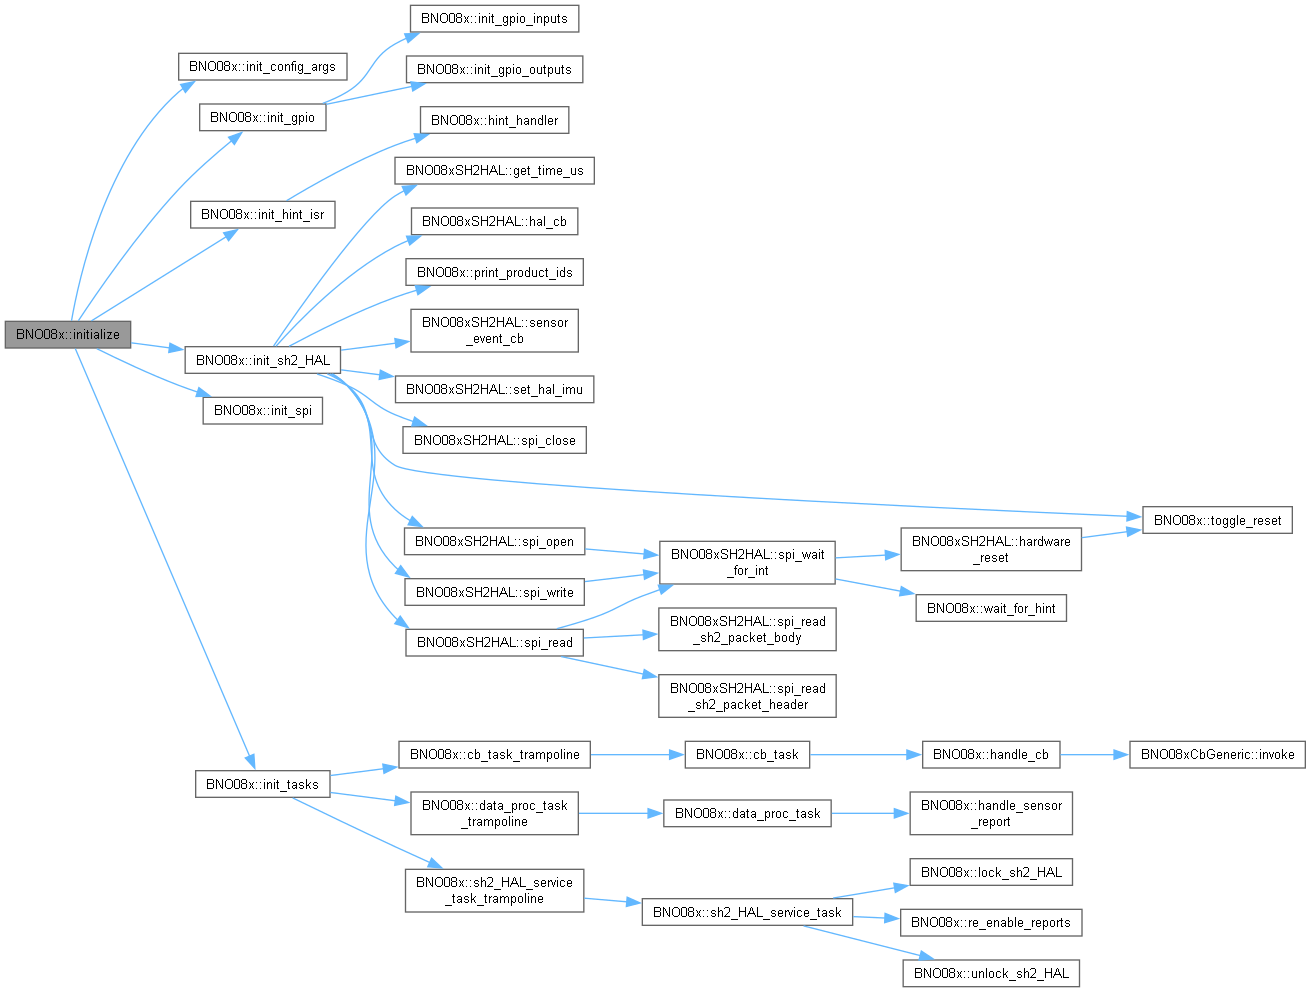 BNO08x::init_gpio_inputs
BNO08x::init_config_args
BNO08x::init_gpio_outputs
BNO08x::init_gpio
BNO08x::hint_handler
BNO08xSH2HAL::get_time_us
BNO08x::init_hint_isr
BNO08xSH2HAL::hal_cb
BNO08x::print_product_ids
BNO08xSH2HAL::sensor
_event_cb
BNO08x::initialize
BNO08x::init_sh2_HAL
BNO08xSH2HAL::set_hal_imu
BNO08x::init_spi
BNO08xSH2HAL::spi_close
BNO08x::toggle_reset
BNO08xSH2HAL::spi_open
BNO08xSH2HAL::spi_wait
_for_int
BNO08xSH2HAL::hardware
_reset
BNO08xSH2HAL::spi_write
BNO08x::wait_for_hint
BNO08xSH2HAL::spi_read
BNO08xSH2HAL::spi_read
_sh2_packet_body
BNO08xSH2HAL::spi_read
_sh2_packet_header
BNO08x::cb_task_trampoline
BNO08x::cb_task
BNO08x::handle_cb
BNO08xCbGeneric::invoke
BNO08x::init_tasks
BNO08x::data_proc_task
_trampoline
BNO08x::data_proc_task
BNO08x::handle_sensor
_report
BNO08x::sh2_HAL_service
_task_trampoline
BNO08x::lock_sh2_HAL
BNO08x::sh2_HAL_service_task
BNO08x::re_enable_reports
BNO08x::unlock_sh2_HAL